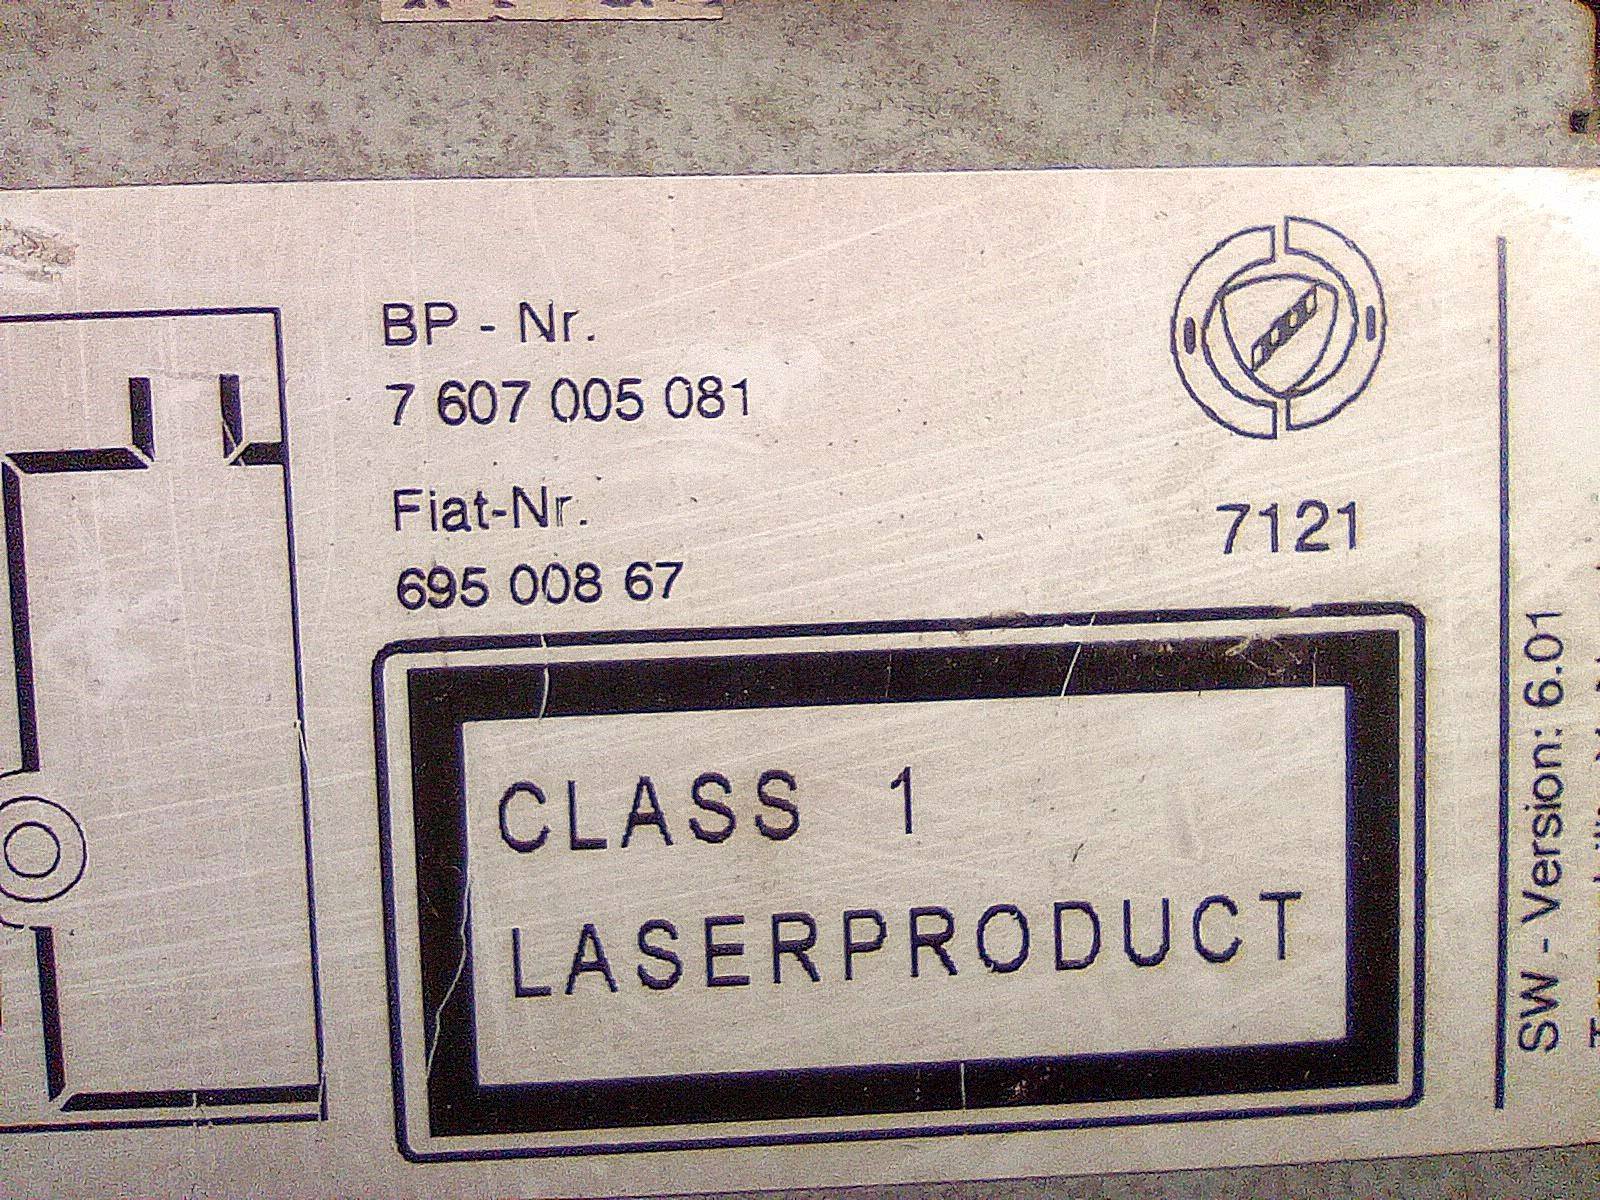 BP - Nr.
7 607 005 081
Fiat-Nr.
695 008 67
7121
CLASS 1
LASERPRODUCT
SW - Version: 6.01